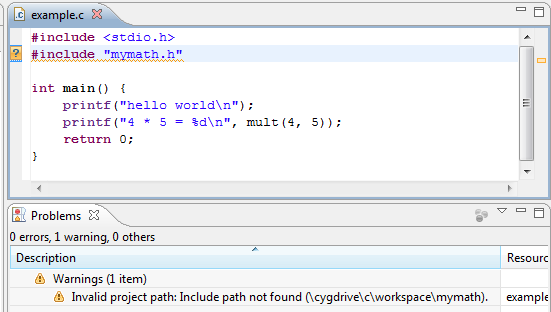 example.c
#include <stdio.h>
#include "mymath.h"
int main() {
printf("hello world\n");
printf("4 * 5 = %d\n", mult(4, 5));
return 0;
}
Problems
0 errors, 1 warning, 0 others
Description Resourc
Warnings (1 item)
Invalid project path: Include path not found (\cygdrive\c\workspace\mymath). example